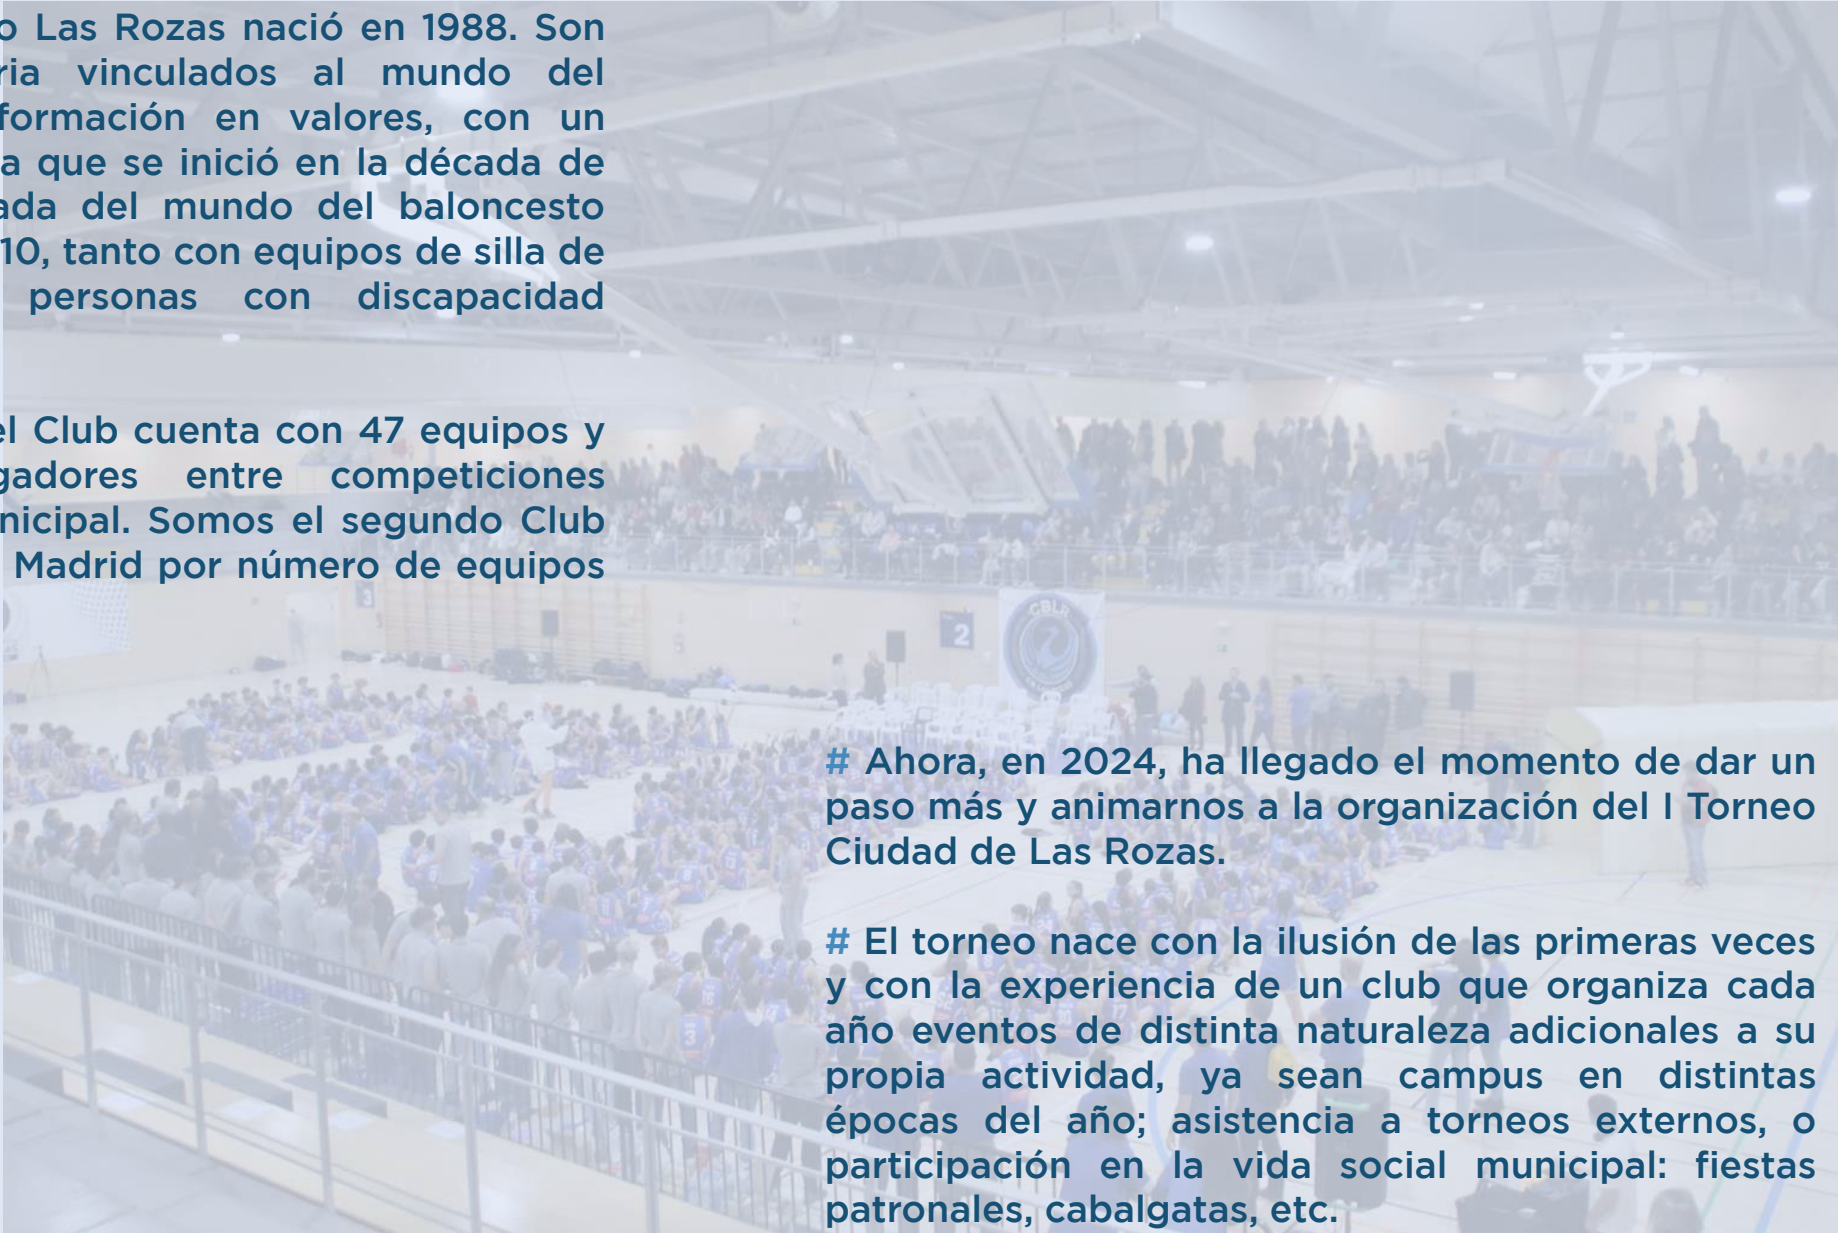 o Las Rozas nació en 1988. Son
ria vinculados al mundo del
formación en valores, con un
a que se inició en la década de
ada del mundo del baloncesto
10, tanto con equipos de silla de
personas con discapacidad
el Club cuenta con 47 equipos y
gadores entre competiciones
nicipal. Somos el segundo Club
Madrid por número de equipos
3
2
CBLR
# Ahora, en 2024, ha llegado el momento de dar un
paso más y animarnos a la organización del I Torneo
Ciudad de Las Rozas.
# El torneo nace con la ilusión de las primeras veces
y con la experiencia de un club que organiza cada
año eventos de distinta naturaleza adicionales a su
propia actividad, ya sean campus en distintas
épocas del año; asistencia a torneos externos, o
participación en la vida social municipal: fiestas
patronales, cabalgatas, etc.